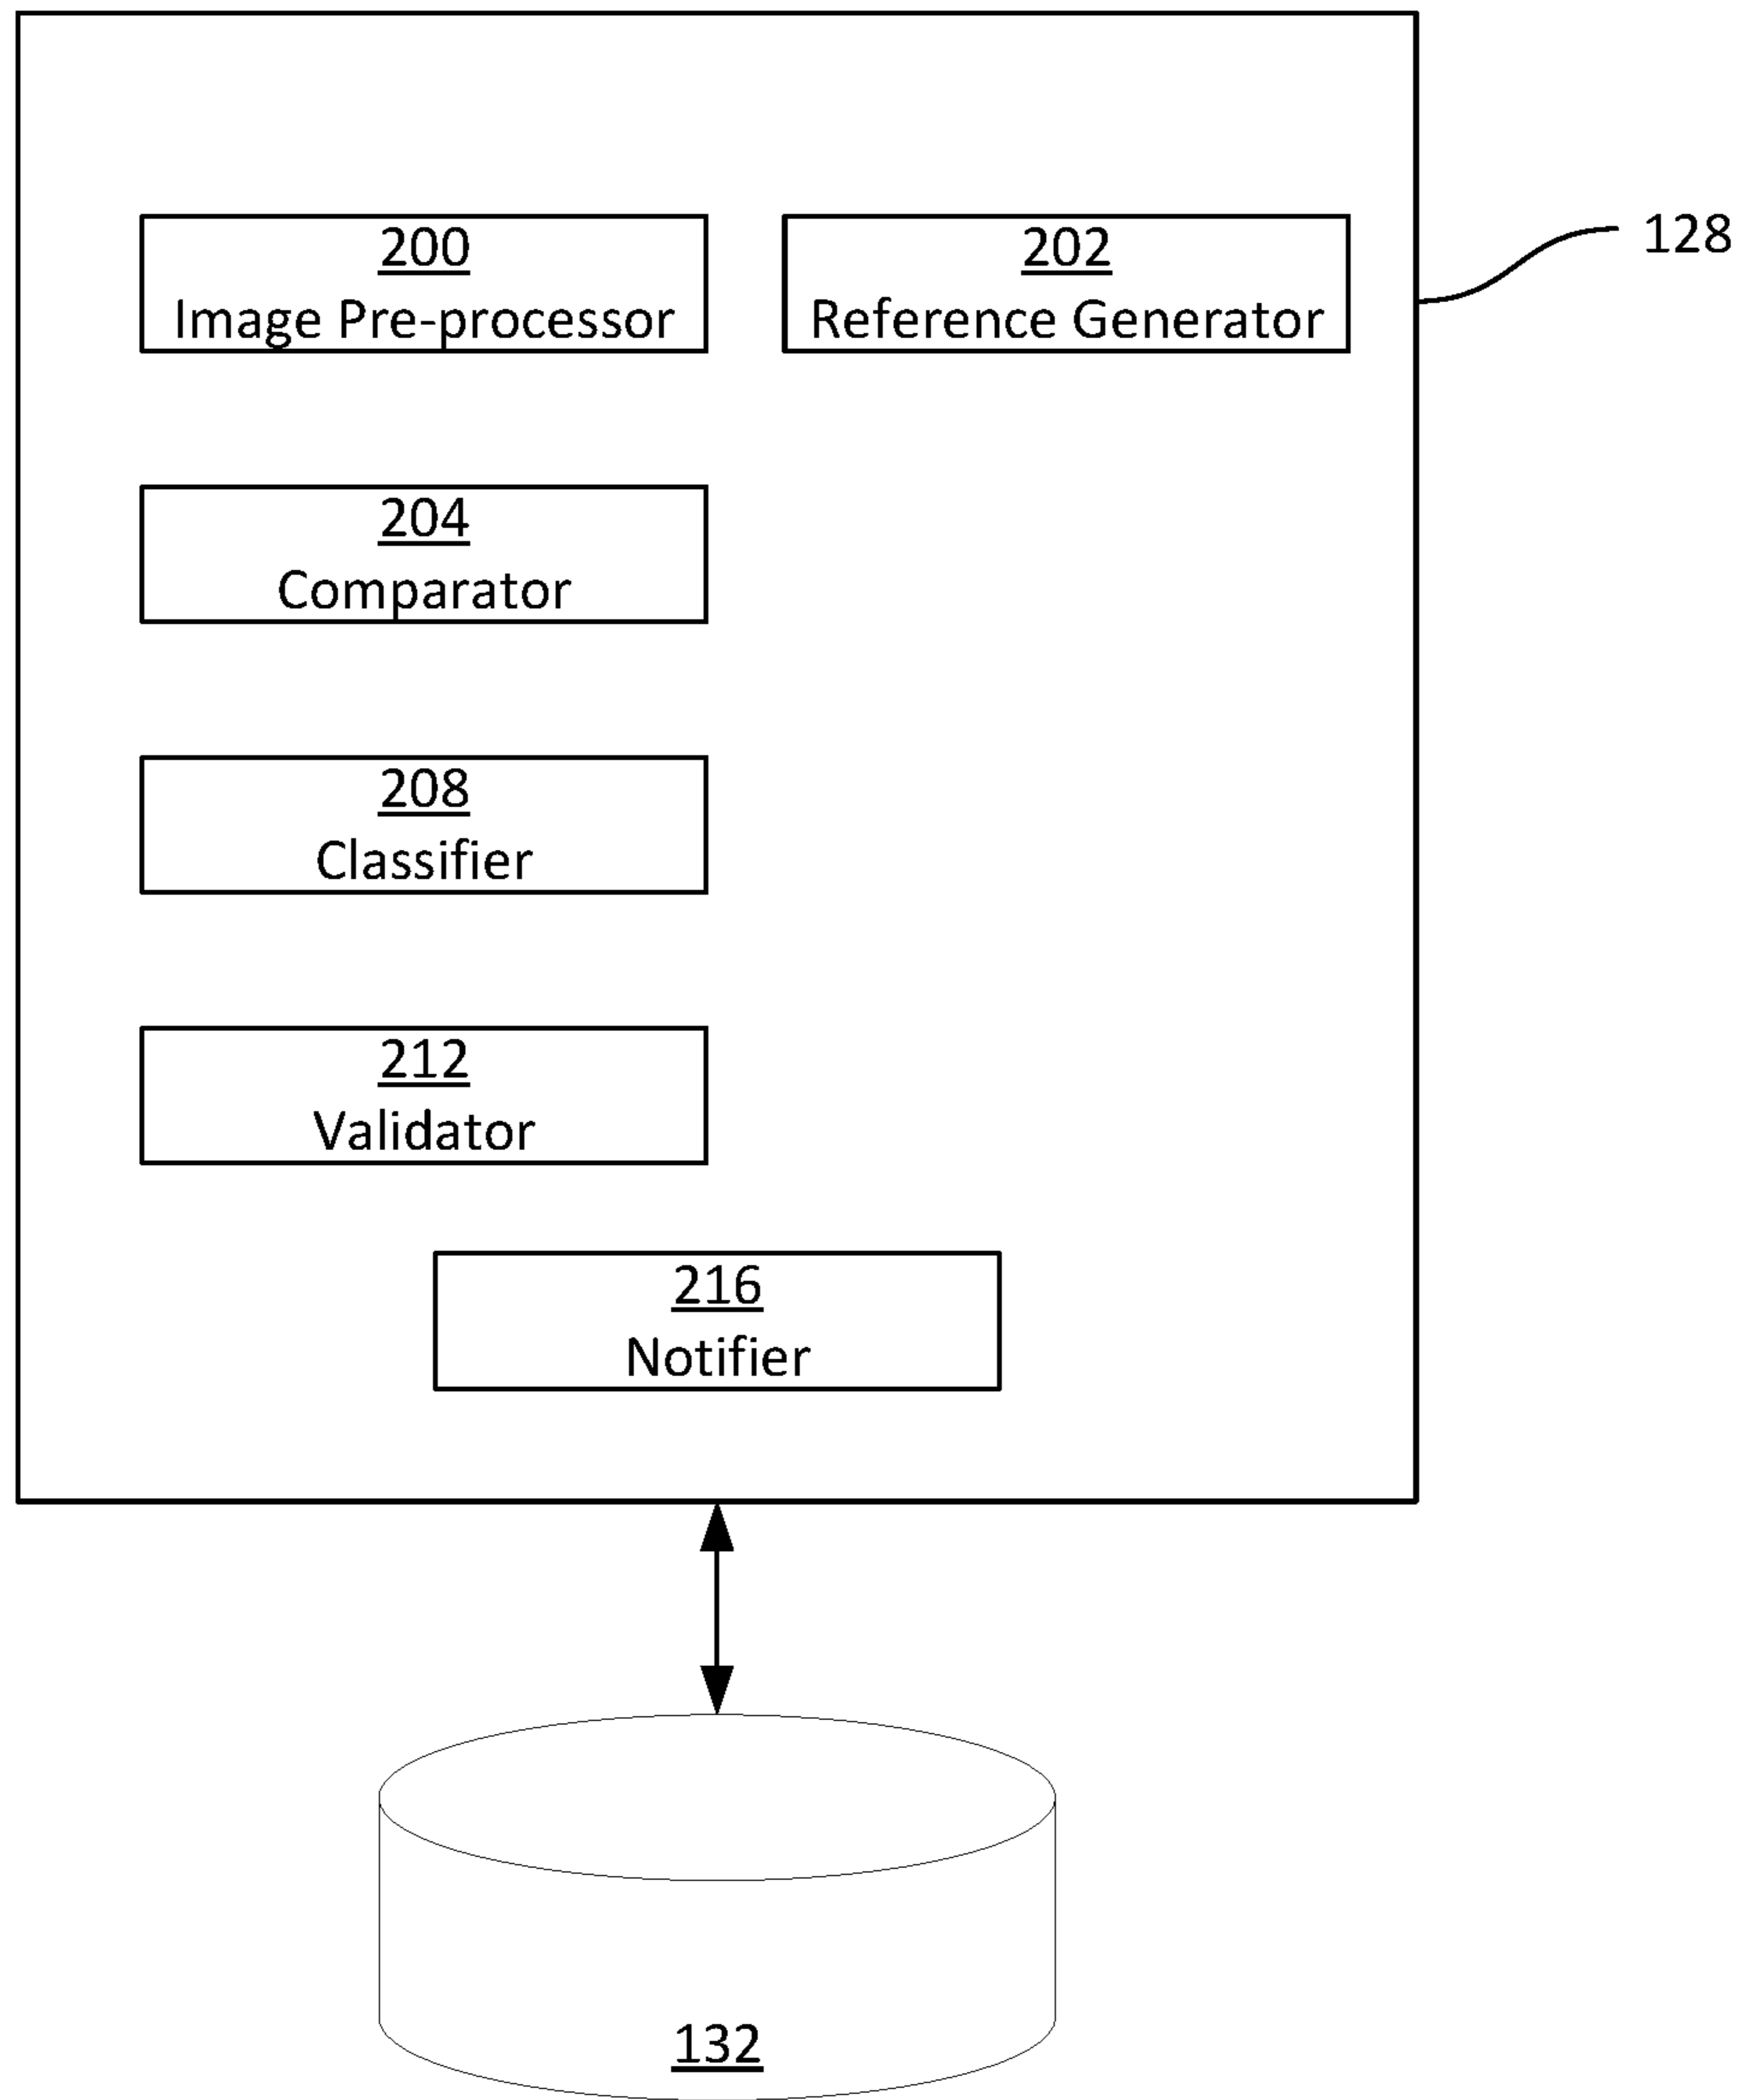 200
Image Pre-processor
202
Reference Generator
128
204
Comparator
208
Classifier
212
Validator
216
Notifier
132